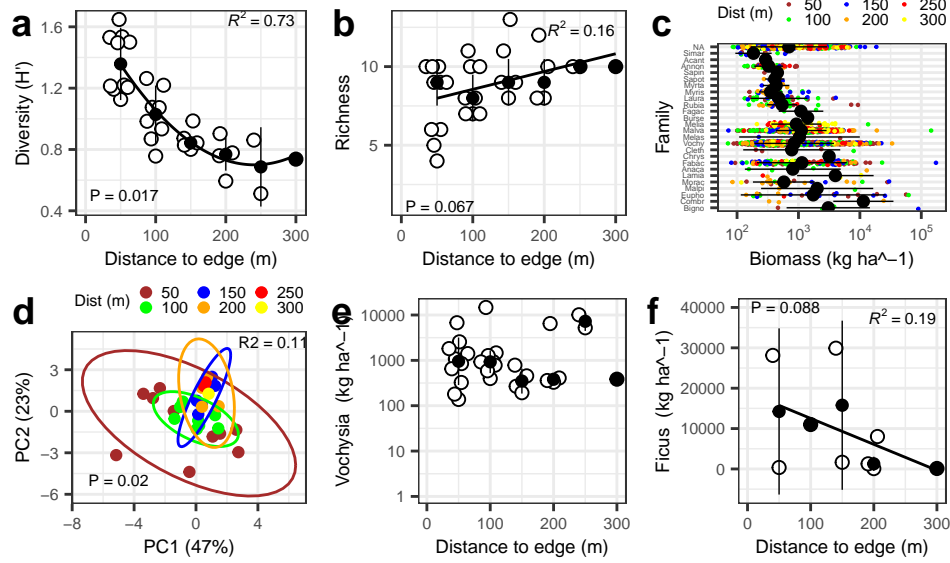 a
R² = 0.73
P = 0.017
Diversity (H')
1.6
1.2
0.8
0.4
0
100
200
300
Distance to edge (m)
b
R² = 0.16
P = 0.067
Richness
10
5
0
100
200
300
Distance to edge (m)
Dist (m)
50
150
250
100
200
300
c
Family
NA
Simar
Acant
Annon
Sapin
Sapot
Myrta
Myris
Laura
Rubia
Fagac
Burse
Melia
Malva
Melas
Vochy
Cleth
Chrys
Fabac
Anaca
Lamia
Morac
Malpi
Eupho
Combr
Bigno
10²
10³
10⁴
10⁵
Biomass (kg ha^−1)
d
Dist (m)
50
150
250
100
200
300
R2 = 0.11
P = 0.02
PC2 (23%)
3
0
−3
−6
−8
−4
0
4
PC1 (47%)
e
Vochysia (kg ha^−1)
10000
1000
100
10
1
0
100
200
300
Distance to edge (m)
f
P = 0.088
R² = 0.19
Ficus (kg ha^−1)
40000
30000
20000
10000
0
0
100
200
300
Distance to edge (m)